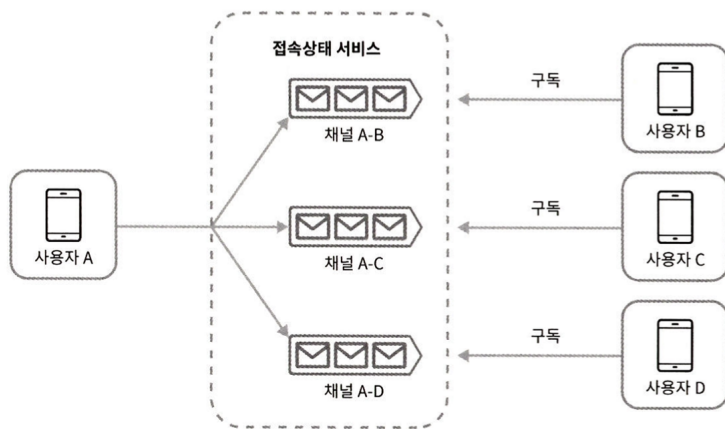 접속상태 서비스
채널 A-B
구독
사용자 B
사용자 A
채널 A-C
구독
사용자 C
채널 A-D
구독
사용자 D